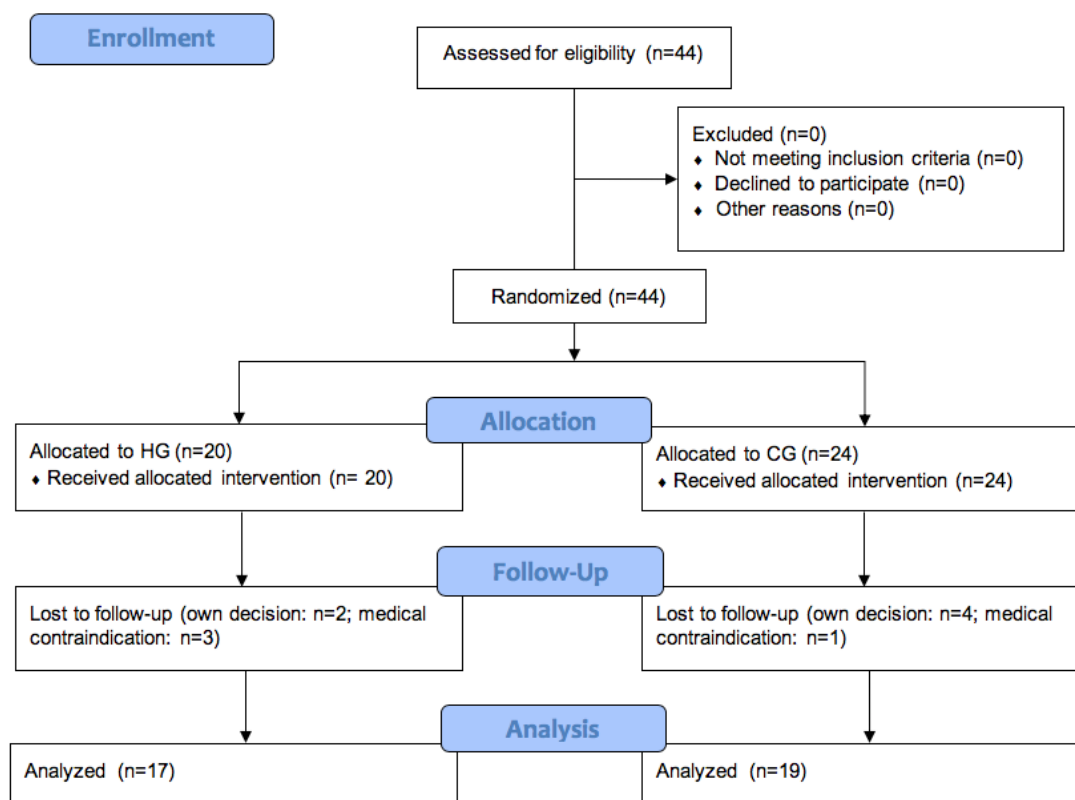 Enrollment
Assessed for eligibility (n=44)
Excluded (n=0)
♦ Not meeting inclusion criteria (n=0)
♦ Declined to participate (n=0)
♦ Other reasons (n=0)
Randomized (n=44)
Allocation
Allocated to HG (n=20)
♦ Received allocated intervention (n= 20)
Allocated to CG (n=24)
♦ Received allocated intervention (n=24)
Follow-Up
Lost to follow-up (own decision: n=2; medical
contraindication: n=3)
Lost to follow-up (own decision: n=4; medical
contraindication: n=1)
Analysis
Analyzed (n=17)
Analyzed (n=19)